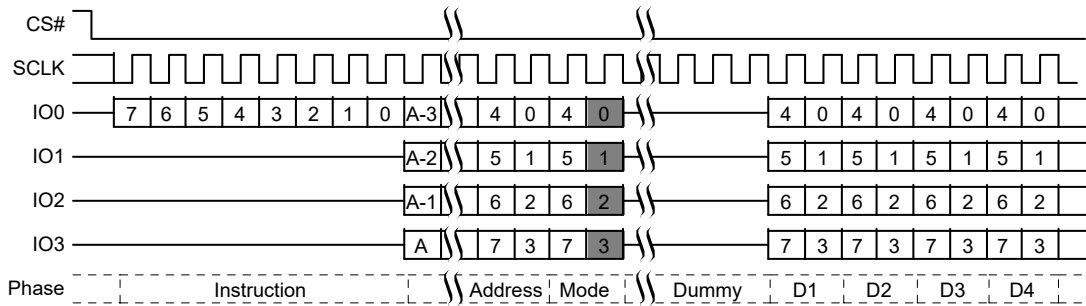 CS#
SCLK
IO0 7 6 5 4 3 2 1 0 A-3 4 0 4 0 4 0 4 0 4 0 4 0
IO1 A-2 5 1 5 1 5 1 5 1 5 1 5 1
IO2 A-1 6 2 6 2 6 2 6 2 6 2 6 2
IO3 A 7 3 7 3 7 3 7 3 7 3 7 3
Phase Instruction Address Mode Dummy D1 D2 D3 D4